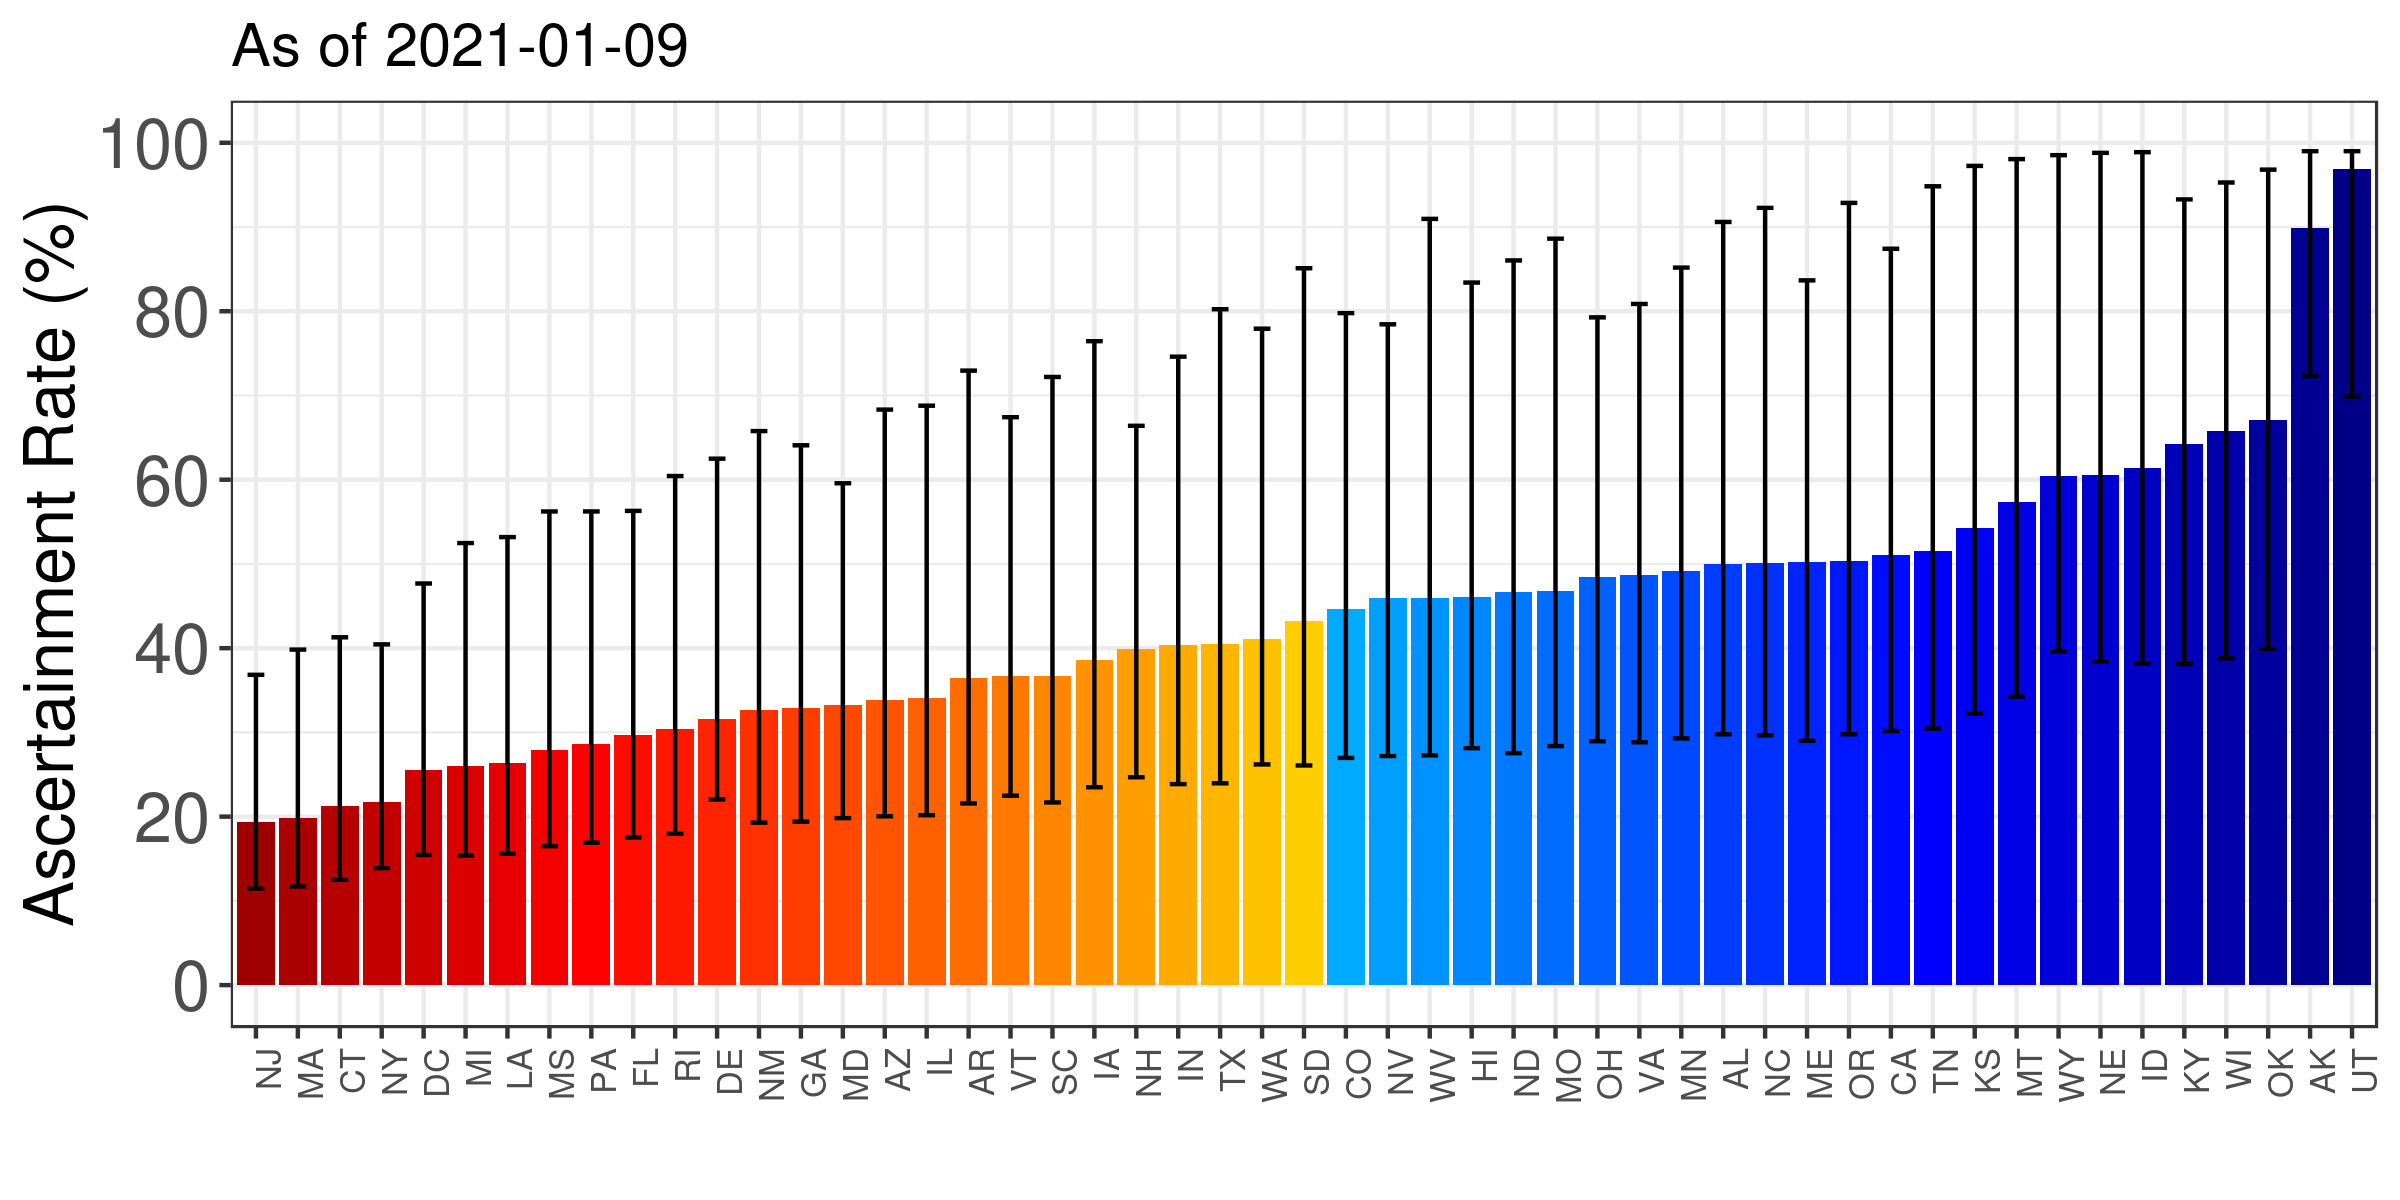 As of 2021-01-09
Ascertainment Rate (%)
100
80
60
40
20
0
NJ MA CT NY DC MI LA MS PA FL RI DE NM GA MD AZ IL AR VT SC IA NH IN TX WA SD CO NV WV HI ND MO OH VA MN AL NC ME OR CA TN KS MT WY NE ID KY WI OK AK UT